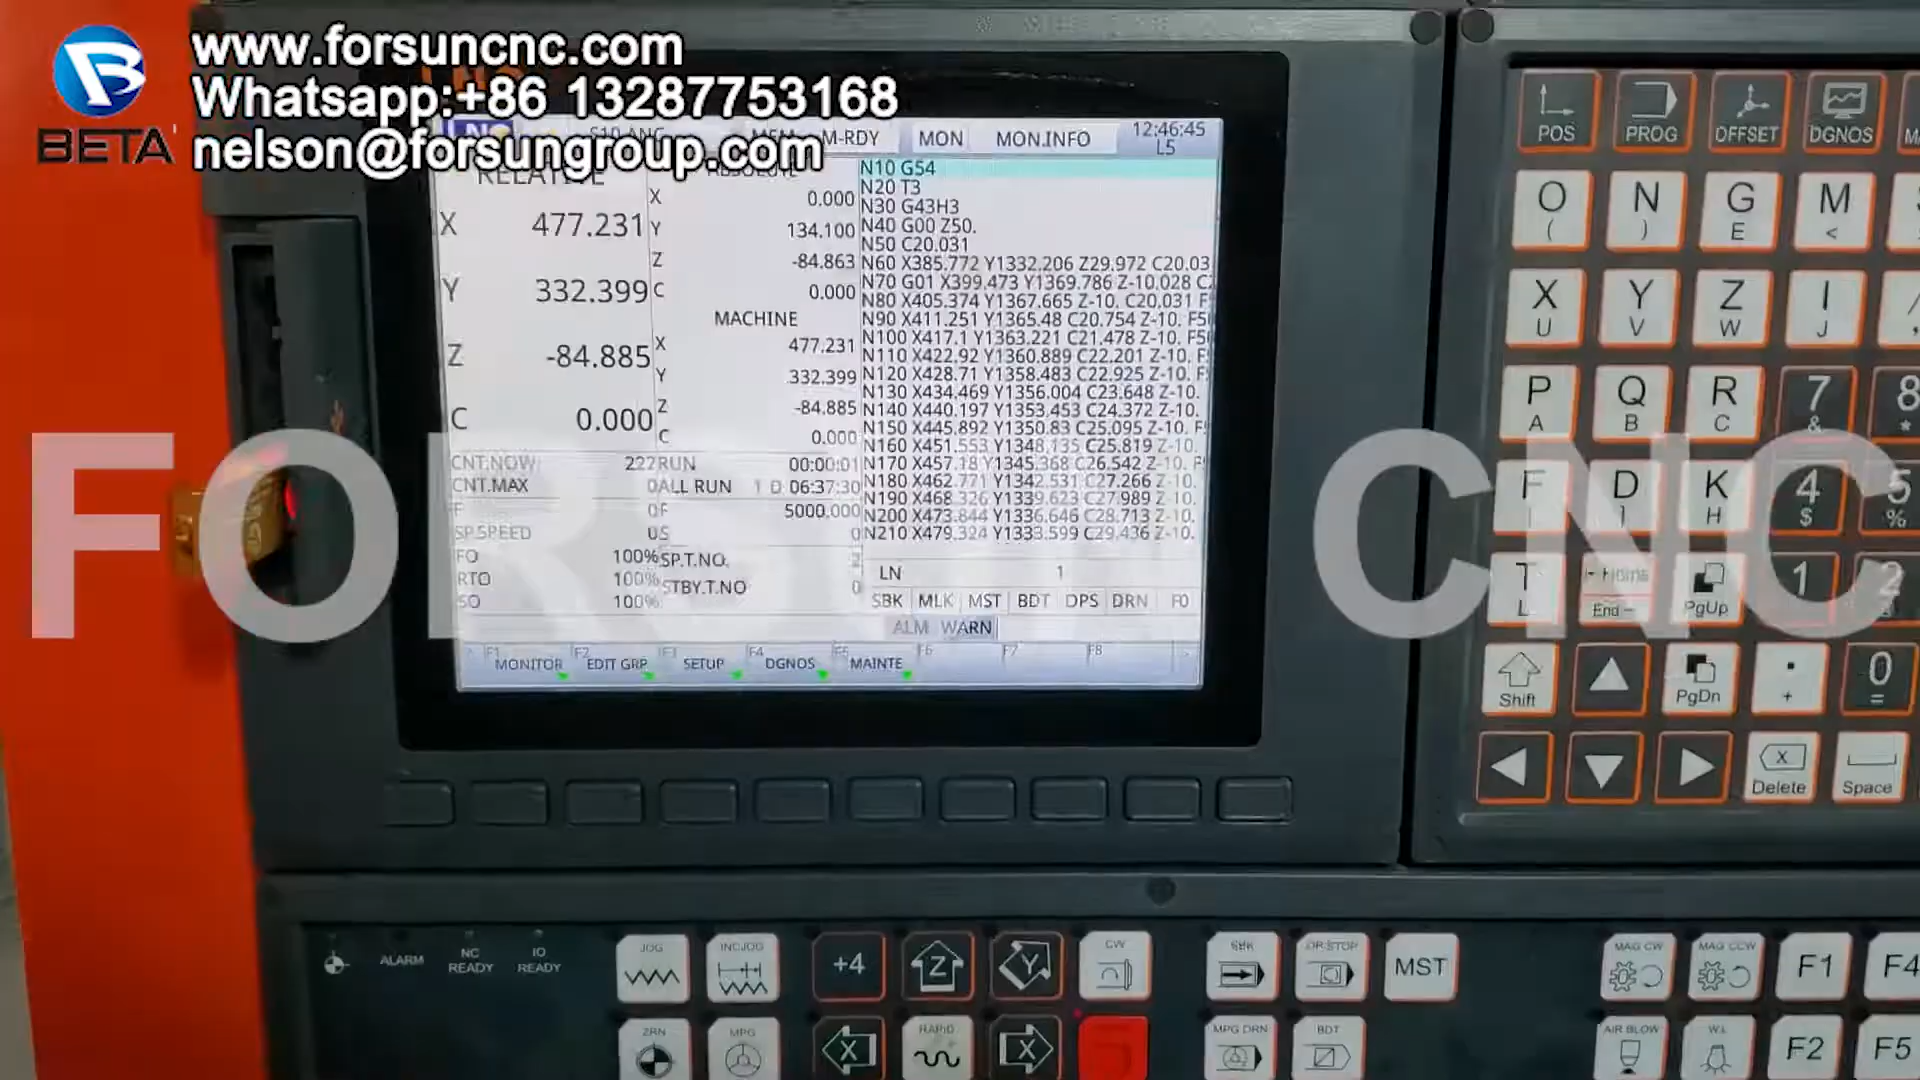 www.forsuncnc.com
Whatsapp:+86 13287753168
nelson@forsungroup.com
BETA
FORSUN CNC
M-RDY MON MON.INFO 12:46:45
L5
RELATIVE
X 477.231
Y 332.399
Z -84.885
C 0.000
ABSOLUTE
X 0.000
Y 134.100
Z -84.863
C 0.000
MACHINE
X 477.231
Y 332.399
Z -84.885
C 0.000
N10 G54
N20 T3
N30 G43H3
N40 G00 Z50.
N50 C20.031
N60 X385.772 Y1332.206 Z29.972 C20.03
N70 G01 X399.473 Y1369.786 Z-10.028 C2
N80 X405.374 Y1367.665 Z-10. C20.031 F
N90 X411.251 Y1365.48 C20.754 Z-10. F50
N100 X417.1 Y1363.221 C21.478 Z-10. F50
N110 X422.92 Y1360.889 C22.201 Z-10. F
N120 X428.71 Y1358.483 C22.925 Z-10. F
N130 X434.469 Y1356.004 C23.648 Z-10.
N140 X440.197 Y1353.453 C24.372 Z-10.
N150 X445.892 Y1350.83 C25.095 Z-10. F
N160 X451.553 Y1348.135 C25.819 Z-10.
N170 X457.18 Y1345.368 C26.542 Z-10. F
N180 X462.771 Y1342.531 C27.266 Z-10.
N190 X468.326 Y1339.623 C27.989 Z-10.
N200 X473.844 Y1336.646 C28.713 Z-10.
N210 X479.324 Y1333.599 C29.436 Z-10.
CNT.NOW 222 RUN 00:00:01
CNT.MAX 0 ALL RUN 1 D 06:37:30
F 0 F 5000.000
SP.SPEED 0 S 0
FO 100% SP.T.NO. 2
RTO 100% STBY.T.NO 0
SO 100%
LN 1
SBK MLK MST BDT DPS DRN F0
ALM WARN
F1 F2 F3 F4 F5 F6 F7 F8
MONITOR EDIT GRP SETUP DGNOS MAINTE
POS PROG OFFSET DGNOS
O ( N ) G E M <
X U Y V Z W I J
P A Q B R C 7 & 8 *
F D K H 4 $ 5 %
T L Home End PgUp 1 2
Shift PgDn . + 0 =
Delete Space
ALARM NC READY IO READY
JOG INCJOG +4 Z Y CW SBK OP.STOP MST MAG CW MAG CCW F1 F4
ZRN MPG X RAPID X MPG DRN BDT AIR BLOW W.L F2 F5